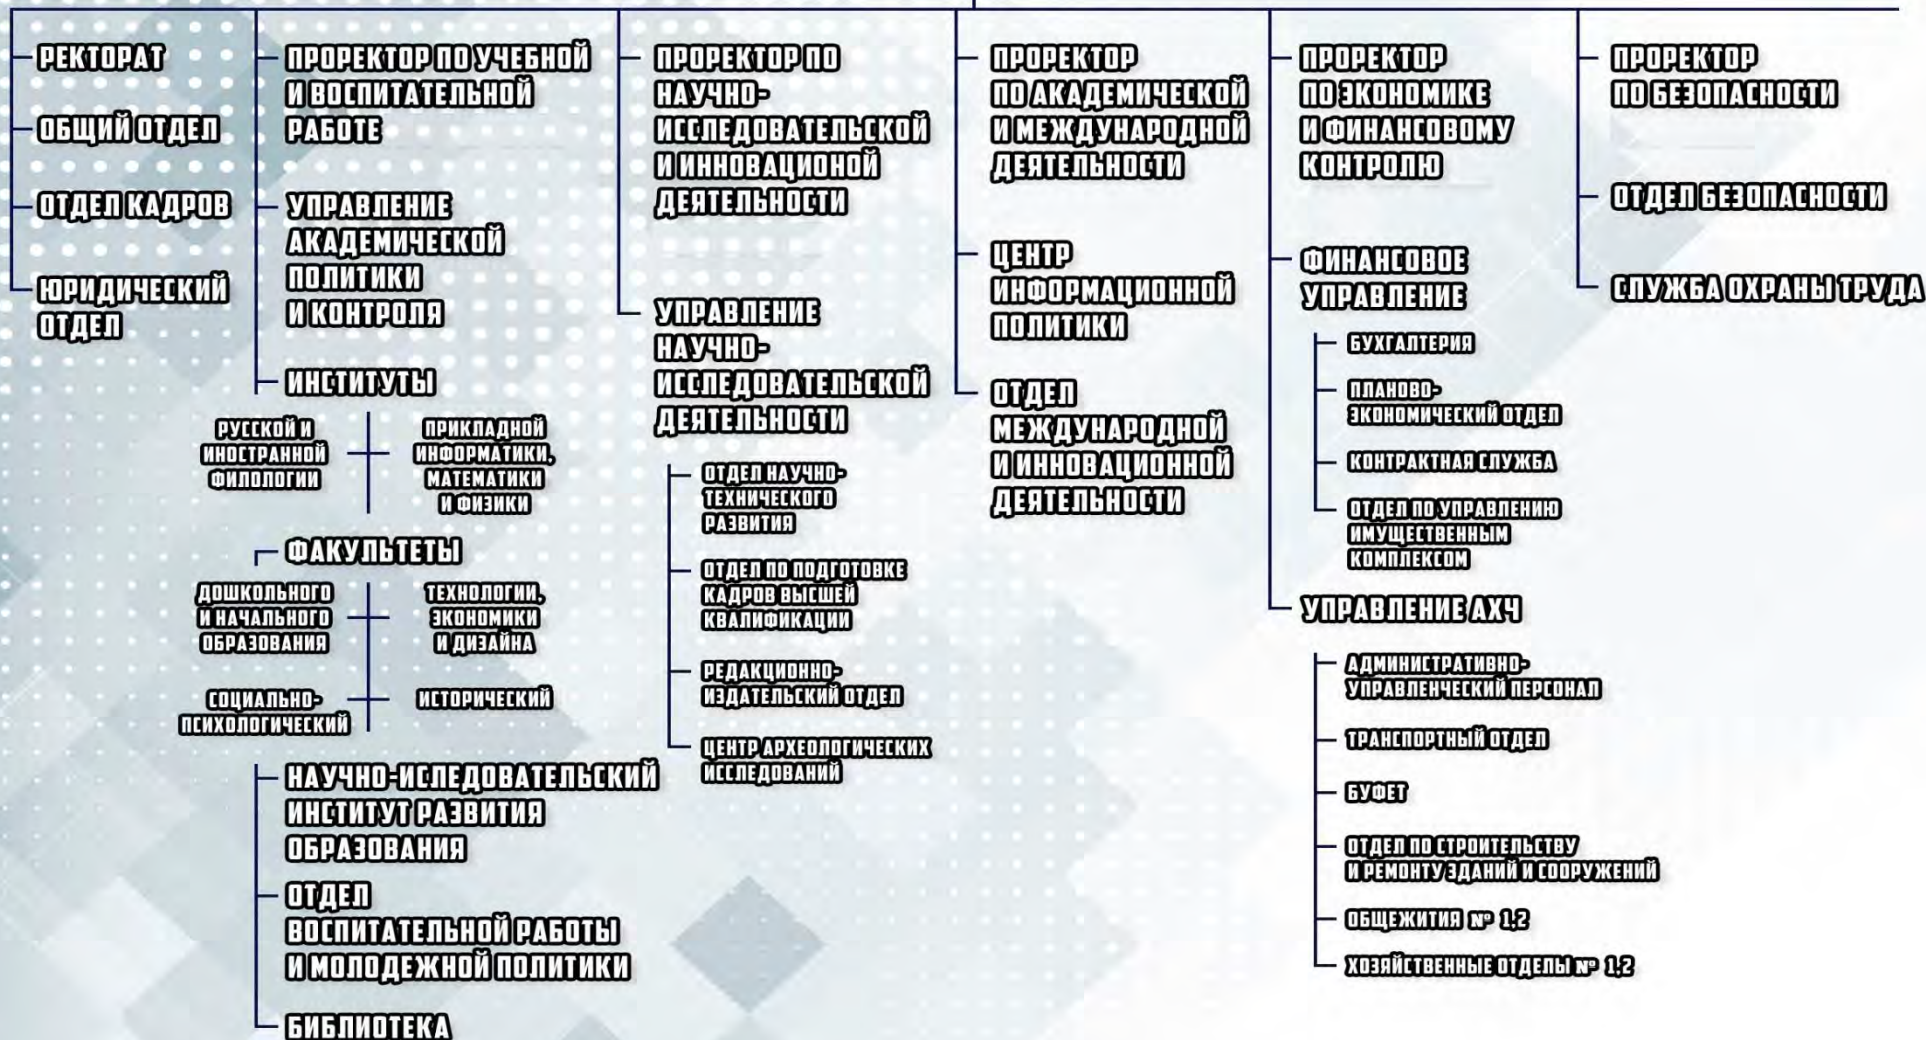 РЕКТОРАТ
ОБЩИЙ ОТДЕЛ
ОТДЕЛ КАДРОВ
ЮРИДИЧЕСКИЙ
ОТДЕЛ
ПРОРЕКТОР ПО УЧЕБНОЙ
И ВОСПИТАТЕЛЬНОЙ
РАБОТЕ
УПРАВЛЕНИЕ
АКАДЕМИЧЕСКОЙ
ПОЛИТИКИ
И КОНТРОЛЯ
ИНСТИТУТЫ
РУССКОЙ И
ИНОСТРАННОЙ
ФИЛОЛОГИИ
ПРИКЛАДНОЙ
ИНФОРМАТИКИ,
МАТЕМАТИКИ
И ФИЗИКИ
ФАКУЛЬТЕТЫ
ДОШКОЛЬНОГО
И НАЧАЛЬНОГО
ОБРАЗОВАНИЯ
ТЕХНОЛОГИИ,
ЭКОНОМИКИ
И ДИЗАЙНА
СОЦИАЛЬНО-
ПСИХОЛОГИЧЕСКИЙ
ИСТОРИЧЕСКИЙ
НАУЧНО-ИСЛЕДОВАТЕЛЬСКИЙ
ИНСТИТУТ РАЗВИТИЯ
ОБРАЗОВАНИЯ
ОТДЕЛ
ВОСПИТАТЕЛЬНОЙ РАБОТЫ
И МОЛОДЕЖНОЙ ПОЛИТИКИ
БИБЛИОТЕКА
ПРОРЕКТОР ПО
НАУЧНО-
ИССЛЕДОВАТЕЛЬСКОЙ
И ИННОВАЦИОНОЙ
ДЕЯТЕЛЬНОСТИ
УПРАВЛЕНИЕ
НАУЧНО-
ИССЛЕДОВАТЕЛЬСКОЙ
ДЕЯТЕЛЬНОСТИ
ОТДЕЛ НАУЧНО-
ТЕХНИЧЕСКОГО
РАЗВИТИЯ
ОТДЕЛ ПО ПОДГОТОВКЕ
КАДРОВ ВЫСШЕЙ
КВАЛИФИКАЦИИ
РЕДАКЦИОННО-
ИЗДАТЕЛЬСКИЙ ОТДЕЛ
ЦЕНТР АРХЕОЛОГИЧЕСКИХ
ИССЛЕДОВАНИЙ
ПРОРЕКТОР
ПО АКАДЕМИЧЕСКОЙ
И МЕЖДУНАРОДНОЙ
ДЕЯТЕЛЬНОСТИ
ЦЕНТР
ИНФОРМАЦИОННОЙ
ПОЛИТИКИ
ОТДЕЛ
МЕЖДУНАРОДНОЙ
И ИННОВАЦИОННОЙ
ДЕЯТЕЛЬНОСТИ
ПРОРЕКТОР
ПО ЭКОНОМИКЕ
И ФИНАНСОВОМУ
КОНТРОЛЮ
ФИНАНСОВОЕ
УПРАВЛЕНИЕ
БУХГАЛТЕРИЯ
ПЛАНОВО-
ЭКОНОМИЧЕСКИЙ ОТДЕЛ
КОНТРАКТНАЯ СЛУЖБА
ОТДЕЛ ПО УПРАВЛЕНИЮ
ИМУЩЕСТВЕННЫМ
КОМПЛЕКСОМ
УПРАВЛЕНИЕ АХЧ
АДМИНИСТРАТИВНО-
УПРАВЛЕНЧЕСКИЙ ПЕРСОНАЛ
ТРАНСПОРТНЫЙ ОТДЕЛ
БУФЕТ
ОТДЕЛ ПО СТРОИТЕЛЬСТВУ
И РЕМОНТУ ЗДАНИЙ И СООРУЖЕНИЙ
ОБЩЕЖИТИЯ № 1,2
ХОЗЯЙСТВЕННЫЕ ОТДЕЛЫ № 1,2
ПРОРЕКТОР
ПО БЕЗОПАСНОСТИ
ОТДЕЛ БЕЗОПАСНОСТИ
СЛУЖБА ОХРАНЫ ТРУДА